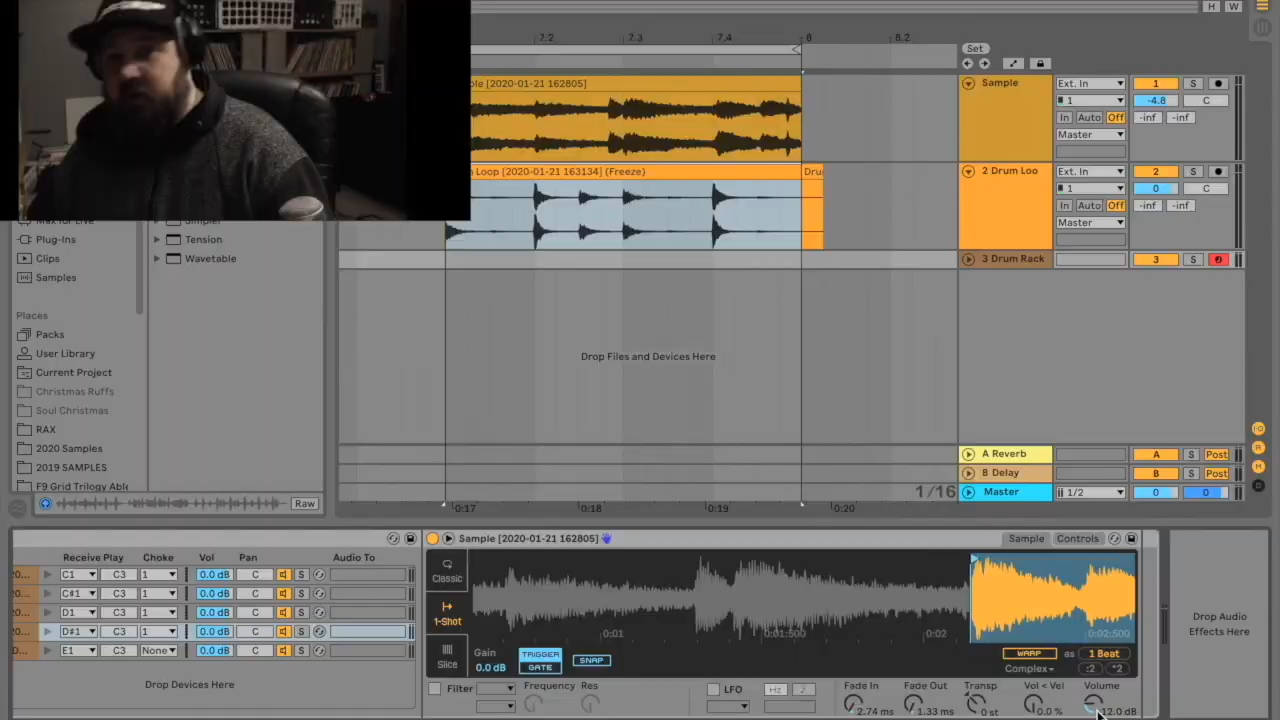 H W
7.2 7.3 7.4 8 8.2
Set
ple [2020-01-21 162805]
Sample
Ext. In 1 S
1 -4.8 C
In Auto Off -inf -inf
Master
Loop [2020-01-21 163134] (Freeze)
Dru
2 Drum Loo
Ext. In 2 S
1 0 C
In Auto Off -inf -inf
Master
3 Drum Rack 3 S
Plug-Ins
Clips
Samples
Tension
Wavetable
Places
Packs
User Library
Current Project
Christmas Ruffs
Soul Christmas
RAX
2020 Samples
2019 SAMPLES
F9 Grid Trilogy Able
Raw
Drop Files and Devices Here
A Reverb A S Post
B Delay B S Post
1/16
Master 1/2 0 0
0:17 0:18 0:19 0:20
Receive Play Choke Vol Pan Audio To
20... C1 C3 1 0.0 dB C S
20... C#1 C3 1 0.0 dB C S
20... D1 C3 1 0.0 dB C S
20... D#1 C3 1 0.0 dB C S
D... E1 C3 None 0.0 dB C S
Drop Devices Here
Sample [2020-01-21 162805]
Sample Controls
Classic
1-Shot
Slice
0:01 0:01:500 0:02 0:02:500
Gain
0.0 dB
TRIGGER
GATE
SNAP
WARP as 1 Beat
Complex :2 *2
Filter Frequency Res
LFO Hz
Fade In Fade Out Transp Vol < Vel Volume
2.74 ms 1.33 ms 0 st 0.0 % 12.0 dB
Drop Audio
Effects Here